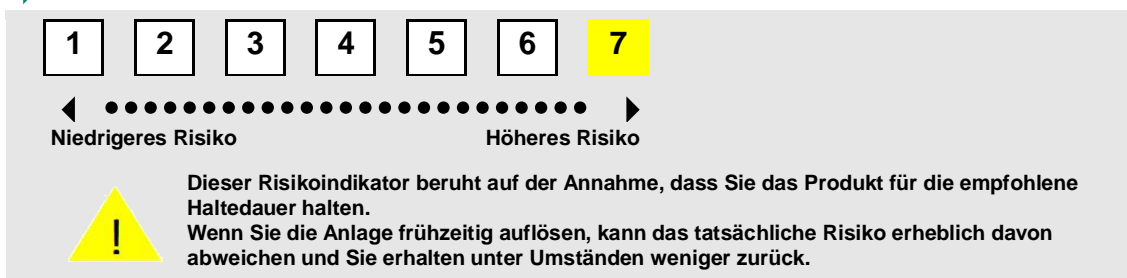 1 2 3 4 5 6 7
Niedrigeres Risiko Höheres Risiko
Dieser Risikoindikator beruht auf der Annahme, dass Sie das Produkt für die empfohlene
Haltedauer halten.
Wenn Sie die Anlage frühzeitig auflösen, kann das tatsächliche Risiko erheblich davon
abweichen und Sie erhalten unter Umständen weniger zurück.
!